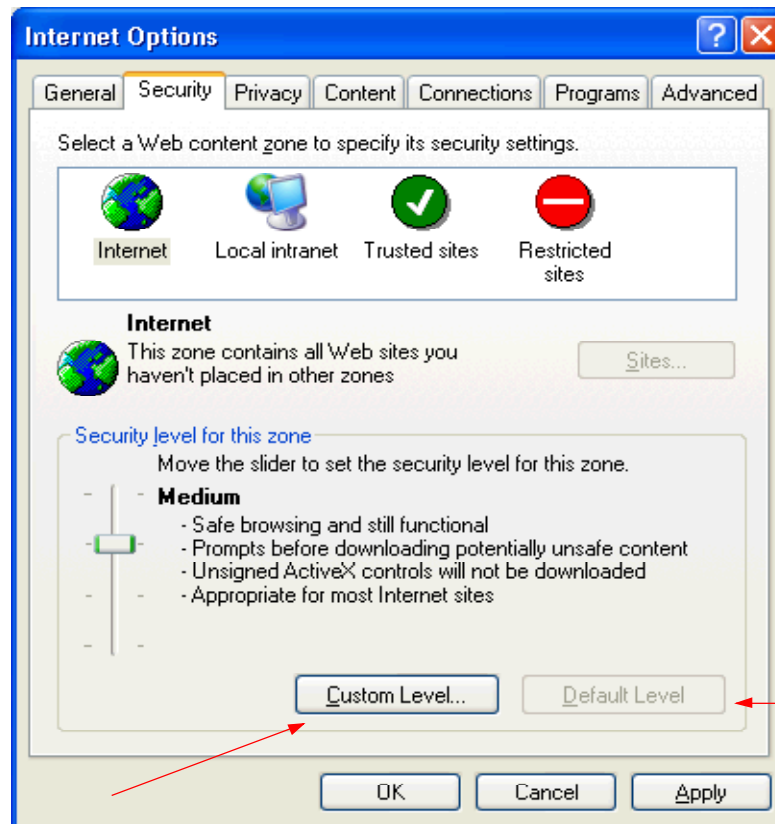 Internet Options
General Security Privacy Content Connections Programs Advanced
Select a Web content zone to specify its security settings.
Internet Local intranet Trusted sites Restricted sites
Internet
This zone contains all Web sites you
haven't placed in other zones
Sites...
Security level for this zone
Move the slider to set the security level for this zone.
Medium
- Safe browsing and still functional
- Prompts before downloading potentially unsafe content
- Unsigned ActiveX controls will not be downloaded
- Appropriate for most Internet sites
Custom Level... Default Level
OK Cancel Apply